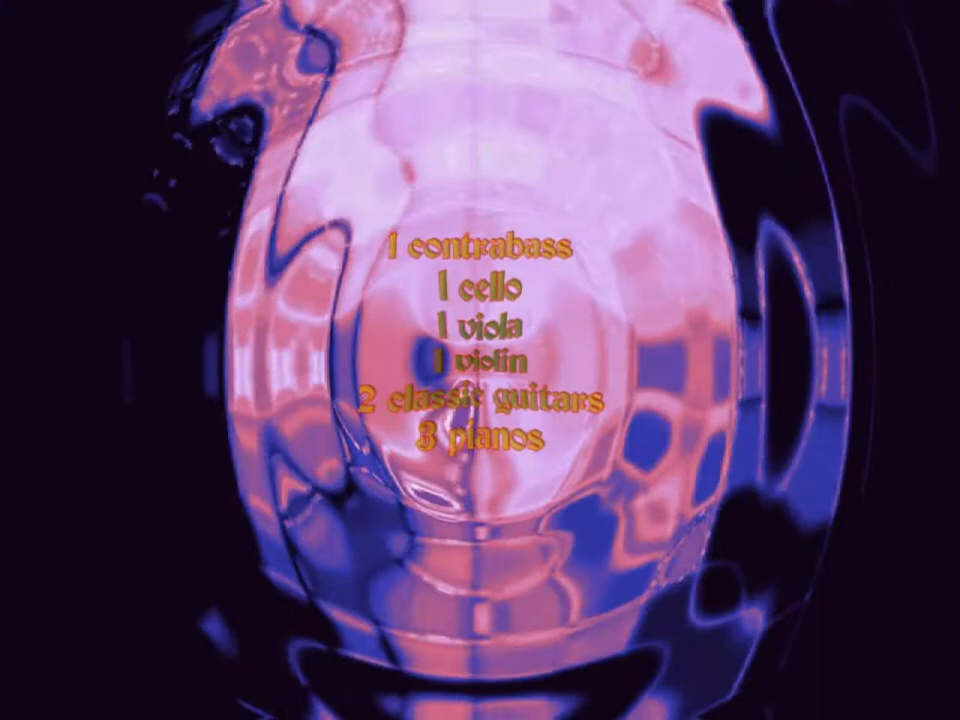 1 contrabass
1 cello
1 viola
1 violin
2 classic guitars
3 pianos